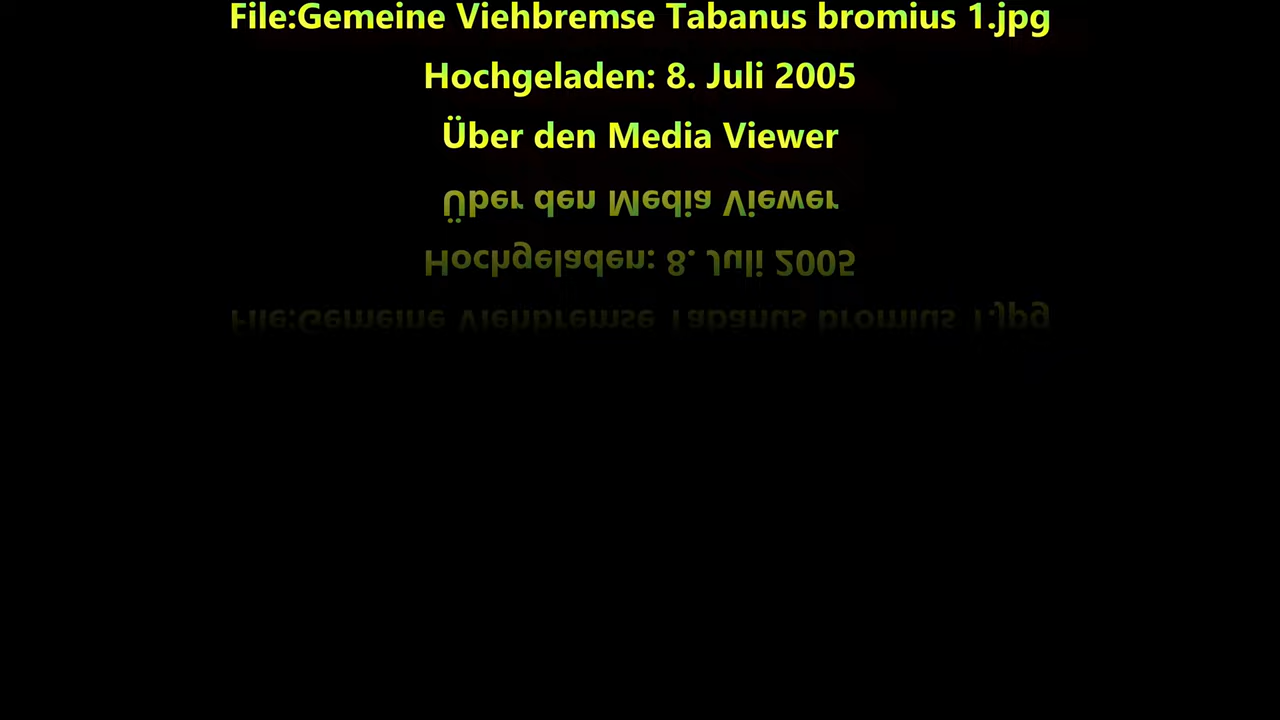 File:Gemeine Viehbremse Tabanus bromius 1.jpg
Hochgeladen: 8. Juli 2005
Über den Media Viewer